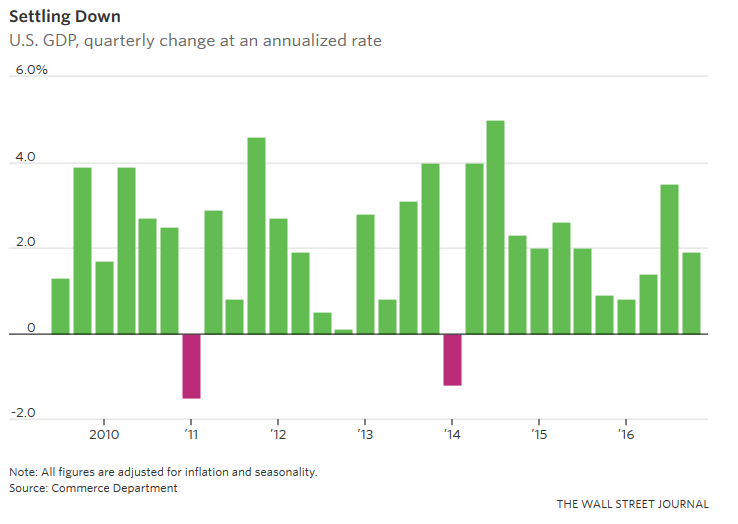 Settling Down
U.S. GDP, quarterly change at an annualized rate
6.0%
4.0
2.0
0
-2.0
2010 ’11 ’12 ’13 ’14 ’15 ’16
Note: All figures are adjusted for inflation and seasonality.
Source: Commerce Department
THE WALL STREET JOURNAL